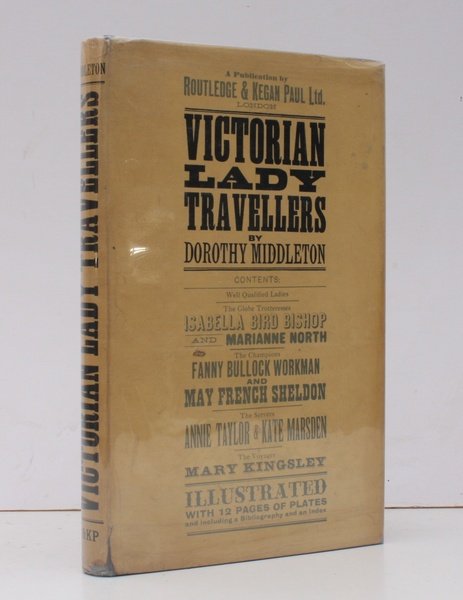 A Publication by
ROUTLEDGE & KEGAN PAUL Ltd.
LONDON
VICTORIAN
LADY
TRAVELLERS
BY
DOROTHY MIDDLETON
CONTENTS:
Well Qualified Ladies
The Globe Trotteresses
ISABELLA BIRD BISHOP
AND MARIANNE NORTH
The Champions
FANNY BULLOCK WORKMAN
AND
MAY FRENCH SHELDON
The Servers
ANNIE TAYLOR & KATE MARSDEN
The Voyager
MARY KINGSLEY
ILLUSTRATED
WITH 12 PAGES OF PLATES
and including a Bibliography and an Index
DLETON
VICTORIAN LADY TRAVELLERS
KP